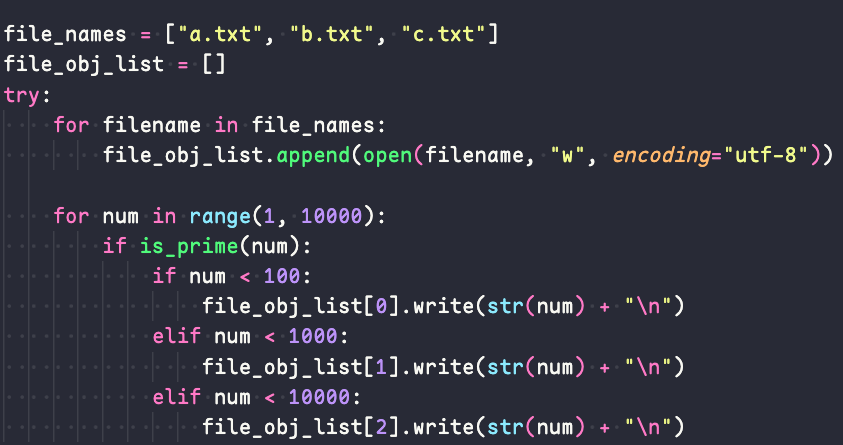 file_names = ["a.txt", "b.txt", "c.txt"]
file_obj_list = []
try:
    for filename in file_names:
        file_obj_list.append(open(filename, "w", encoding="utf-8"))

    for num in range(1, 10000):
        if is_prime(num):
            if num < 100:
                file_obj_list[0].write(str(num) + "\n")
            elif num < 1000:
                file_obj_list[1].write(str(num) + "\n")
            elif num < 10000:
                file_obj_list[2].write(str(num) + "\n")